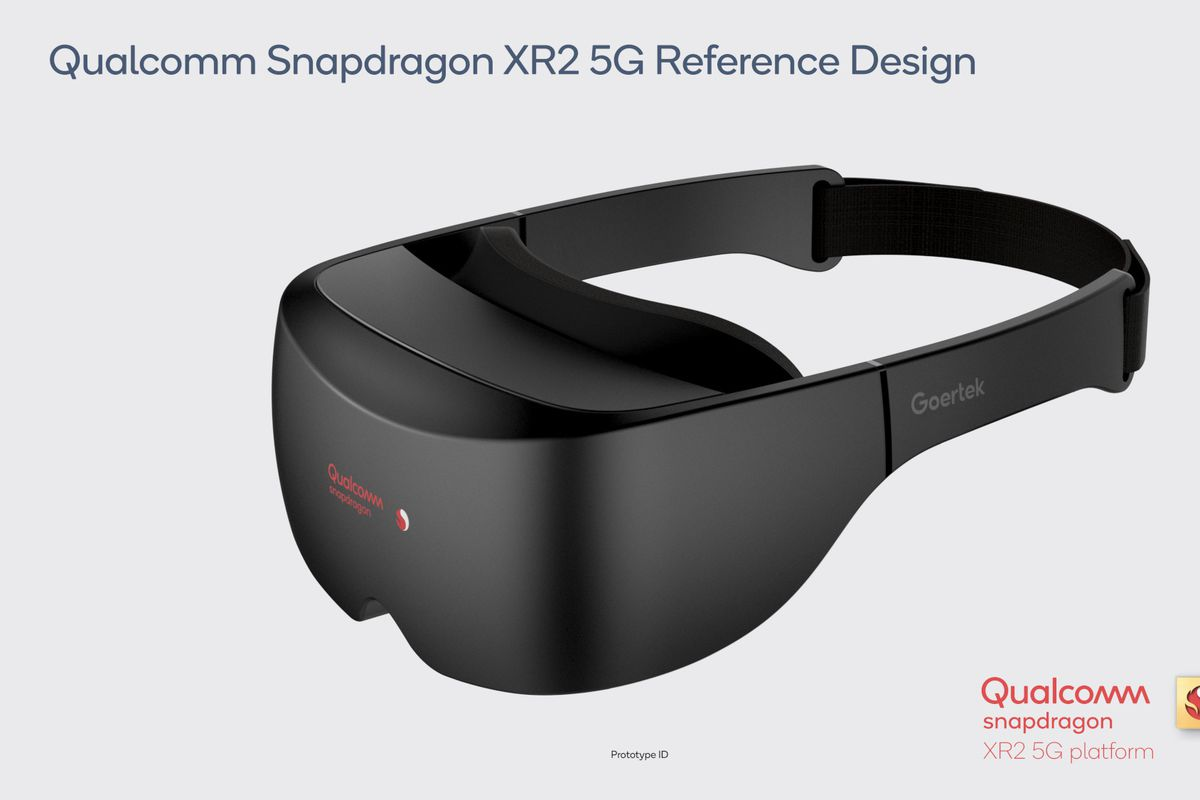 Qualcomm Snapdragon XR2 5G Reference Design
Goertek
Qualcomm
snapdragon
Qualcomm
snapdragon
XR2 5G platform
Prototype ID